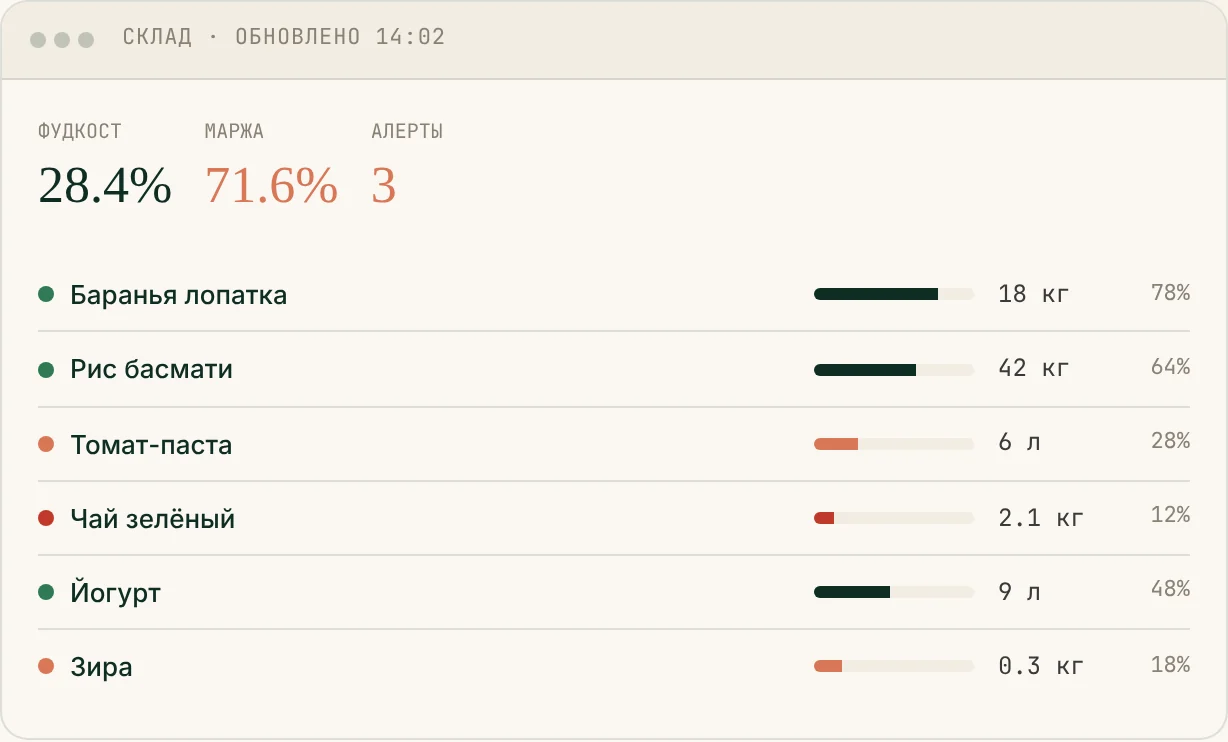 СКЛАД · ОБНОВЛЕНО 14:02
ФУДКОСТ МАРЖА АЛЕРТЫ
28.4% 71.6% 3
Баранья лопатка 18 кг 78%
Рис басмати 42 кг 64%
Томат-паста 6 л 28%
Чай зелёный 2.1 кг 12%
Йогурт 9 л 48%
Зира 0.3 кг 18%